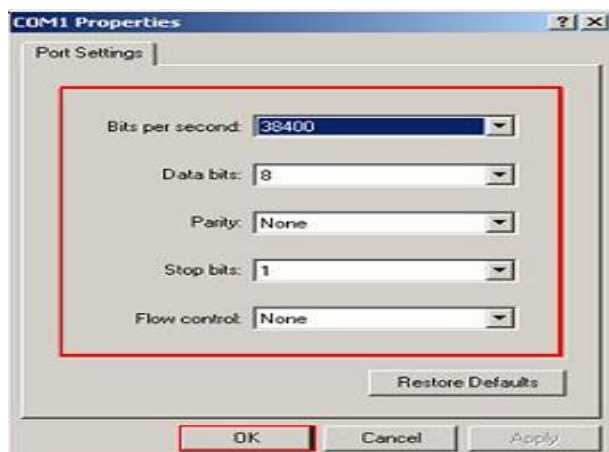 COM1 Properties
Port Settings
Bits per second: 38400
Data bits: 8
Parity: None
Stop bits: 1
Flow control: None
Restore Defaults
OK Cancel Apply